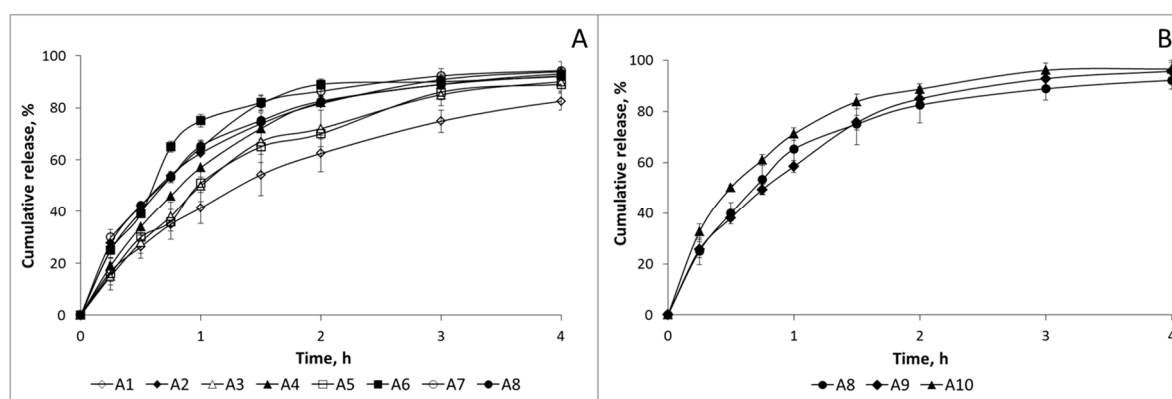 A
100
80
60
40
20
0
Cumulative release, %
0 1 2 3 4
Time, h
A1 A2 A3 A4 A5 A6 A7 A8
B
100
80
60
40
20
0
Cumulative release, %
0 1 2 3 4
Time, h
A8 A9 A10